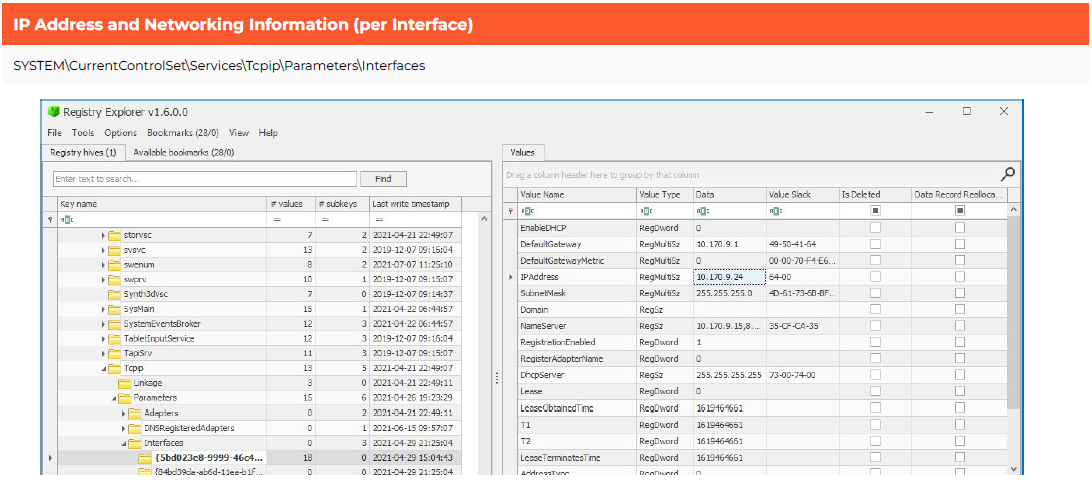 IP Address and Networking Information (per Interface)
SYSTEM\CurrentControlSet\Services\Tcpip\Parameters\Interfaces
Registry Explorer v1.6.0.0
File Tools Options Bookmarks (28/0) View Help
Registry hives (1) Available bookmarks (28/0)
Enter text to search... Find
Key name # values # subkeys Last write timestamp
= = =
storvsc 7 2 2021-04-21 22:49:07
svsvc 13 2 2019-12-07 09:16:04
swenum 8 2 2021-07-07 11:25:10
swprv 10 1 2019-12-07 09:15:07
Synth3dVsc 7 0 2019-12-07 09:14:37
SysMain 15 1 2021-04-22 06:44:57
SystemEventsBroker 12 3 2021-04-22 06:44:57
TabletInputService 12 3 2019-12-07 09:16:04
TapiSrv 11 3 2019-12-07 09:15:07
Tcpip 13 5 2021-04-21 22:49:07
Linkage 3 0 2021-04-21 22:49:11
Parameters 15 6 2021-04-26 19:23:29
Adapters 0 2 2021-04-21 22:49:11
DNSRegisteredAdapters 0 1 2021-06-15 09:57:07
Interfaces 0 3 2021-04-29 21:25:04
{5bd023e8-9999-46c4... 18 0 2021-04-29 15:04:43
{84bd39da-ab6d-11ea-b1f... 0 0 2021-04-29 21:25:04
Values
Drag a column header here to group by that column
Value Name Value Type Data Value Slack Is Deleted Data Record Realloca...
EnableDHCP RegDword 0
DefaultGateway RegMultiSz 10.170.9.1 49-50-41-64
DefaultGatewayMetric RegMultiSz 0 00-00-70-F4-E6...
IPAddress RegMultiSz 10.170.9.24 64-00
SubnetMask RegMultiSz 255.255.255.0 4D-61-73-6B-BF...
Domain RegSz
NameServer RegSz 10.170.9.15,8.... 35-CF-CA-35
RegistrationEnabled RegDword 1
RegisterAdapterName RegDword 0
DhcpServer RegSz 255.255.255.255 73-00-74-00
Lease RegDword 0
LeaseObtainedTime RegDword 1619464661
T1 RegDword 1619464661
T2 RegDword 1619464661
LeaseTerminatesTime RegDword 1619464661
AddressType RegDword 0